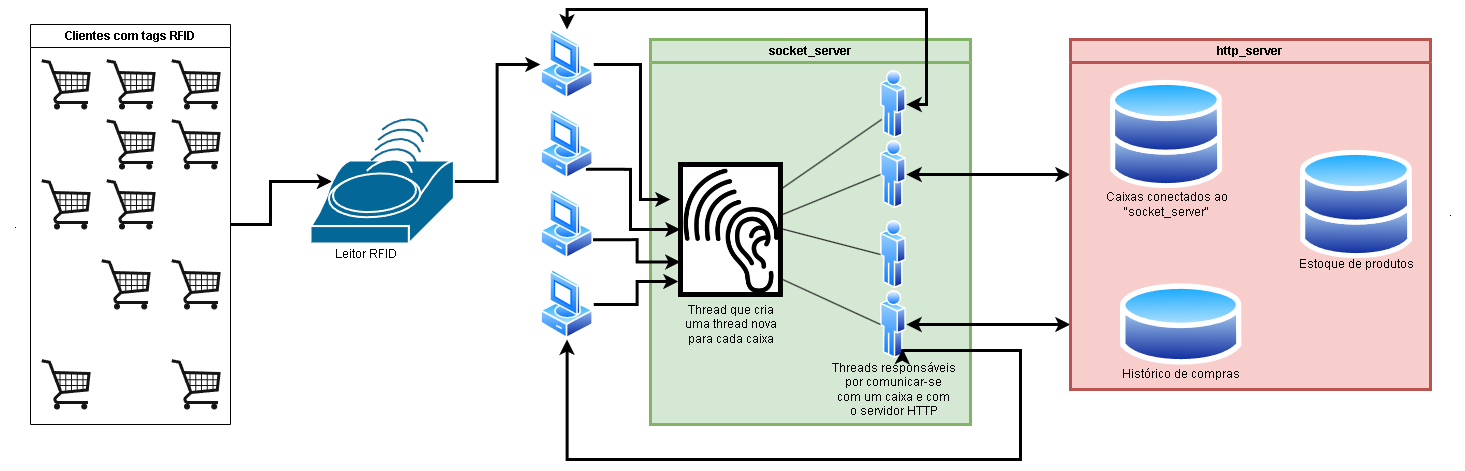 Clientes com tags RFID
Leitor RFID
socket_server
Thread que cria
uma thread nova
para cada caixa
Threads responsáveis
por comunicar-se
com um caixa e com
o servidor HTTP
http_server
Caixas conectados ao
"socket_server"
Estoque de produtos
Histórico de compras